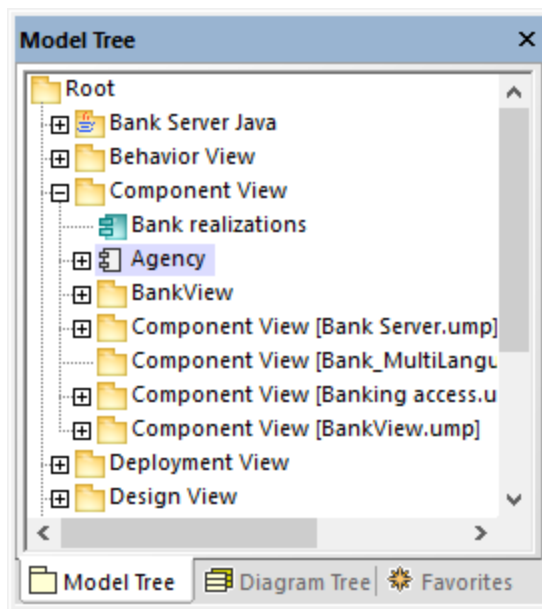 Model Tree
Root
Bank Server Java
Behavior View
Component View
Bank realizations
Agency
BankView
Component View [Bank Server.ump]
Component View [Bank_MultiLangu
Component View [Banking access.u
Component View [BankView.ump]
Deployment View
Design View
Model Tree Diagram Tree Favorites